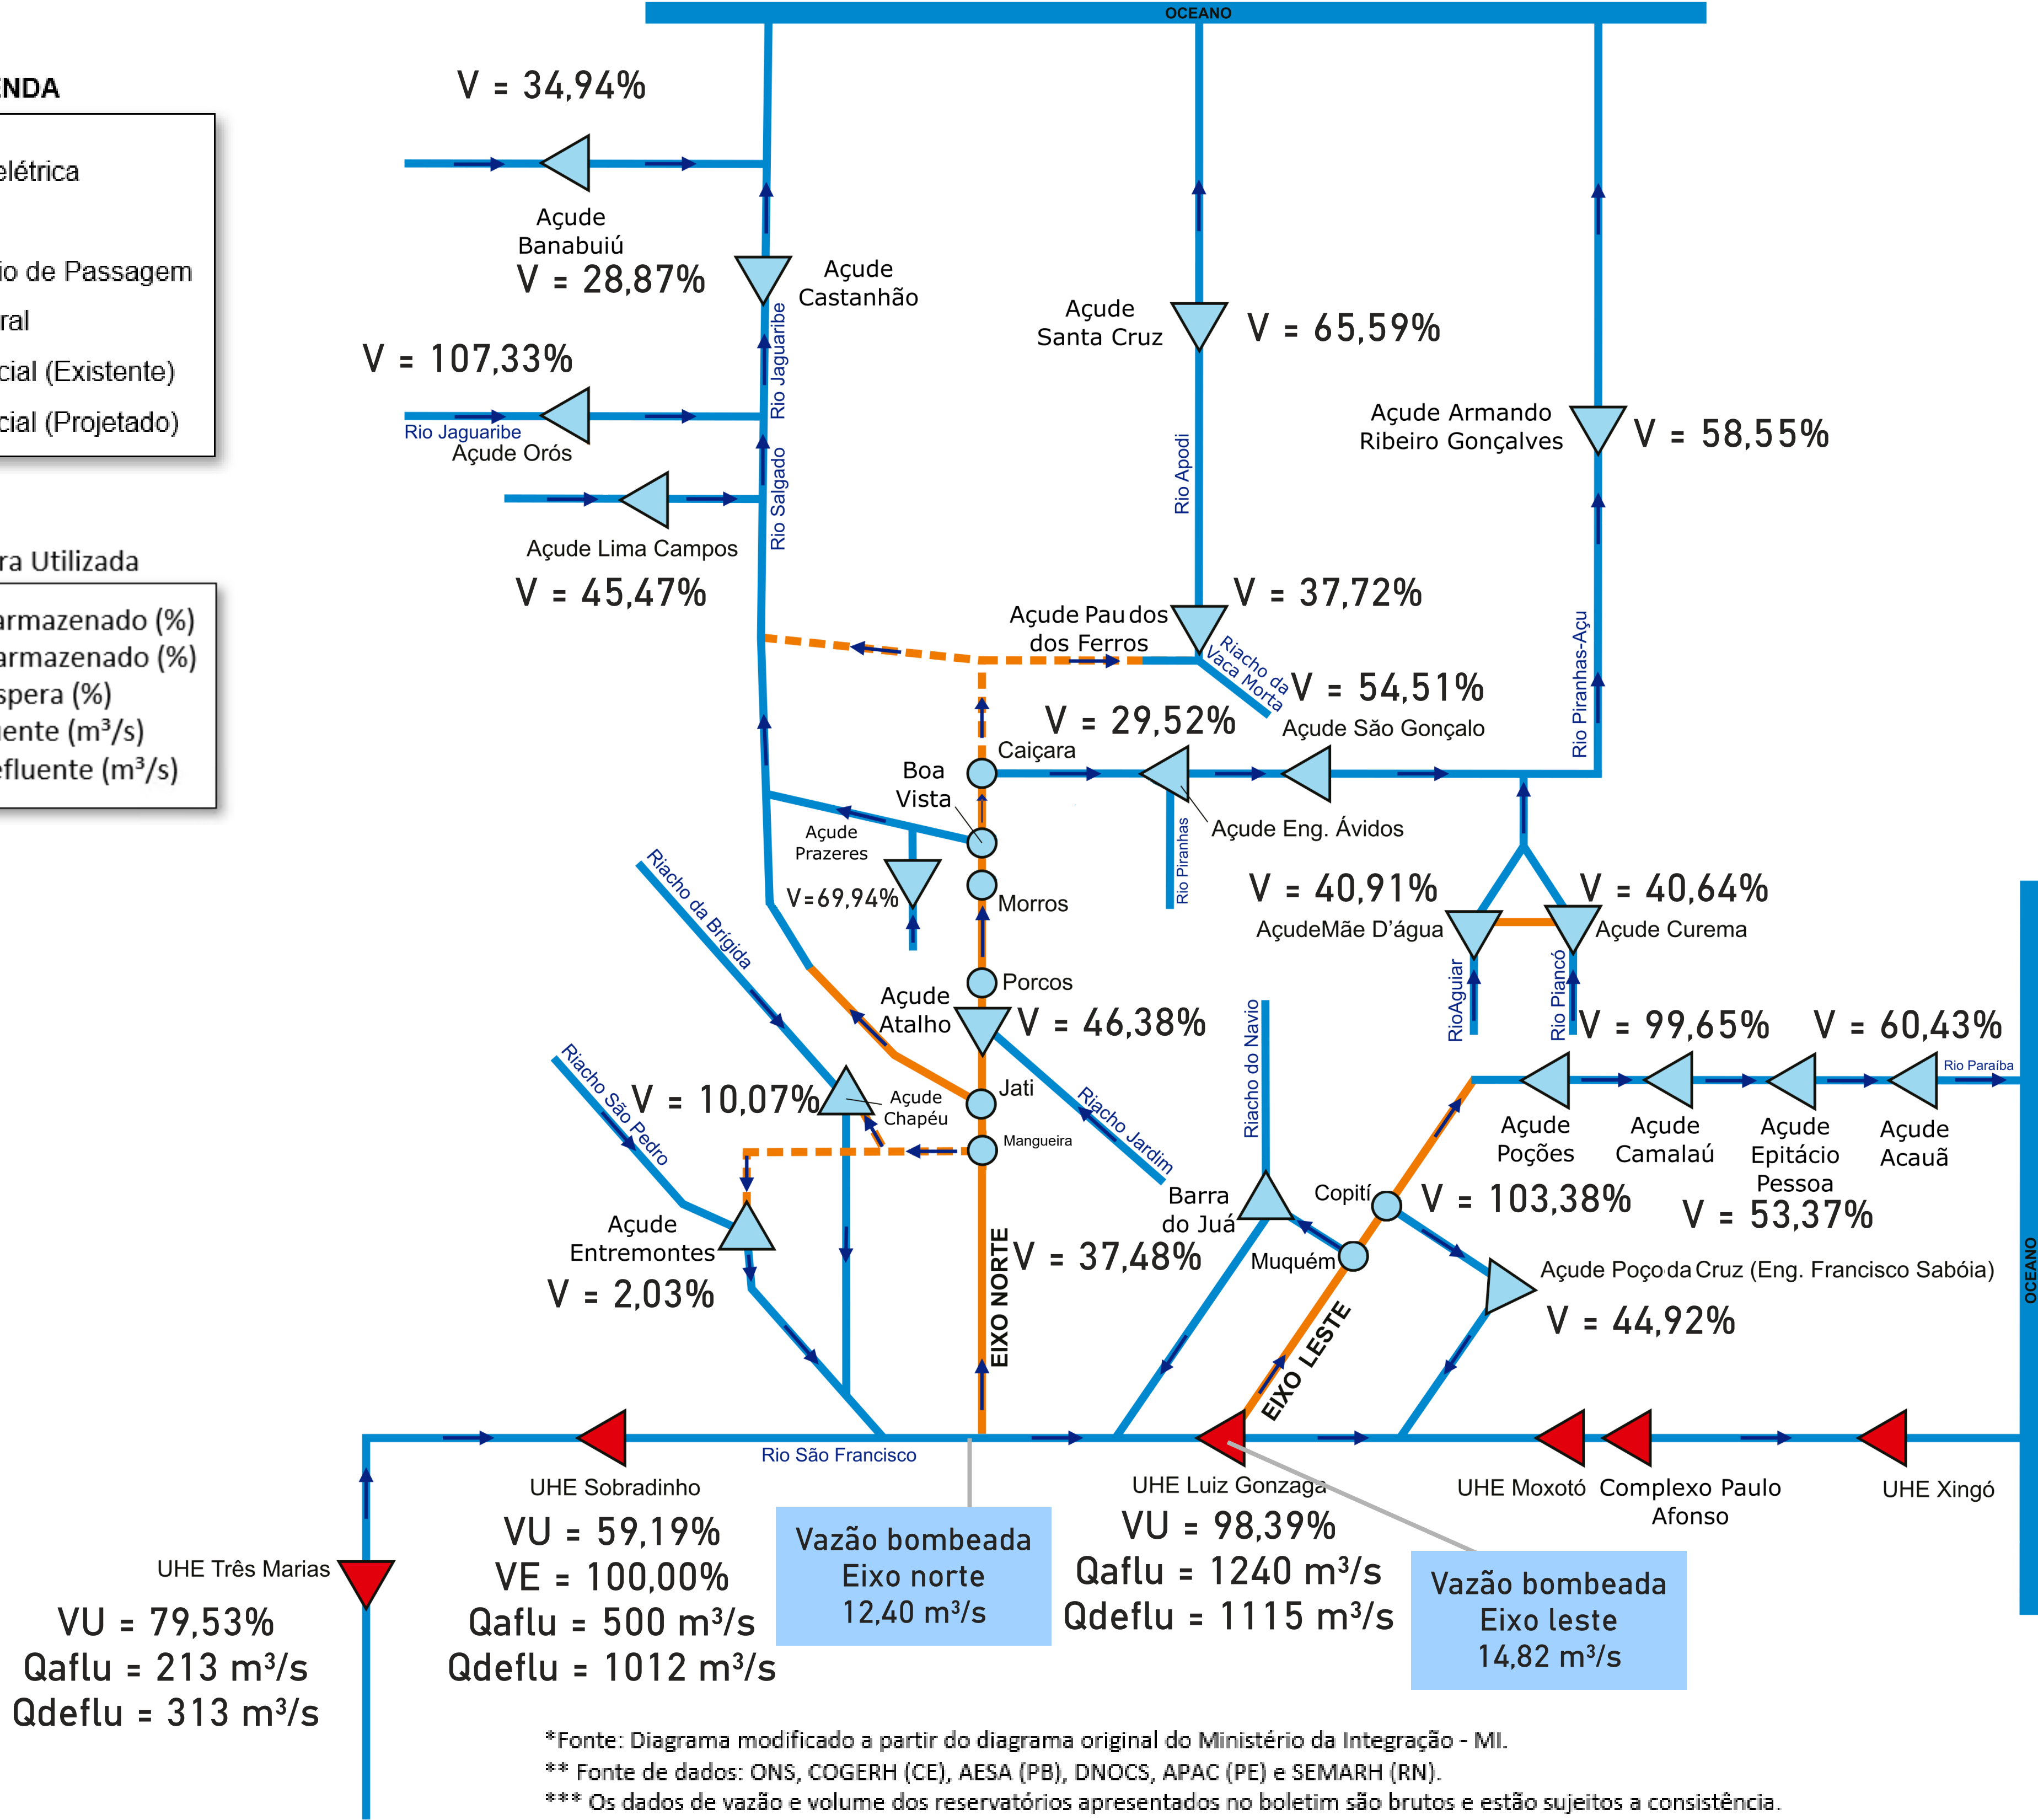 OCEANO
ENDA
elétrica
io de Passagem
ral
cial (Existente)
cial (Projetado)
ra Utilizada
armazenado (%)
armazenado (%)
spera (%)
uente (m³/s)
efluente (m³/s)
V = 34,94%
Açude
Banabuiú
V = 28,87%
Açude
Castanhão
Rio Jaguaribe
V = 107,33%
Rio Jaguaribe
Açude Orós
Rio Salgado
Açude Lima Campos
V = 45,47%
Açude
Santa Cruz
V = 65,59%
Rio Apodi
Açude Armando
Ribeiro Gonçalves
V = 58,55%
Açude Pau dos
dos Ferros
V = 37,72%
Riacho da
Vaca Morta
V = 54,51%
Açude São Gonçalo
Rio Piranhas-Açu
V = 29,52%
Caiçara
Boa
Vista
Açude Eng. Ávidos
Rio Piranhas
Açude
Prazeres
V=69,94%
Morros
Porcos
Riacho da Brígida
V = 40,91%
AçudeMãe D'água
V = 40,64%
Açude Curema
RioAguiar
Rio Piancó
Açude
Atalho
V = 46,38%
Riacho Jardim
Riacho do Navio
V = 99,65%
V = 60,43%
Rio Paraíba
Riacho São Pedro
V = 10,07%
Açude
Chapéu
Jati
Mangueira
Açude
Poções
Açude
Camalaú
Açude
Epitácio
Pessoa
Açude
Acauã
V = 103,38%
V = 53,37%
Copití
Barra
do Juá
Muquém
V = 37,48%
Açude
Entremontes
V = 2,03%
EIXO NORTE
EIXO LESTE
Açude Poço da Cruz (Eng. Francisco Sabóia)
V = 44,92%
OCEANO
Rio São Francisco
UHE Sobradinho
VU = 59,19%
VE = 100,00%
Qaflu = 500 m³/s
Qdeflu = 1012 m³/s
Vazão bombeada
Eixo norte
12,40 m³/s
UHE Luiz Gonzaga
VU = 98,39%
Qaflu = 1240 m³/s
Qdeflu = 1115 m³/s
Vazão bombeada
Eixo leste
14,82 m³/s
UHE Moxotó
Complexo Paulo
Afonso
UHE Xingó
UHE Três Marias
VU = 79,53%
Qaflu = 213 m³/s
Qdeflu = 313 m³/s
*Fonte: Diagrama modificado a partir do diagrama original do Ministério da Integração - MI.
** Fonte de dados: ONS, COGERH (CE), AESA (PB), DNOCS, APAC (PE) e SEMARH (RN).
*** Os dados de vazão e volume dos reservatórios apresentados no boletim são brutos e estão sujeitos a consistência.